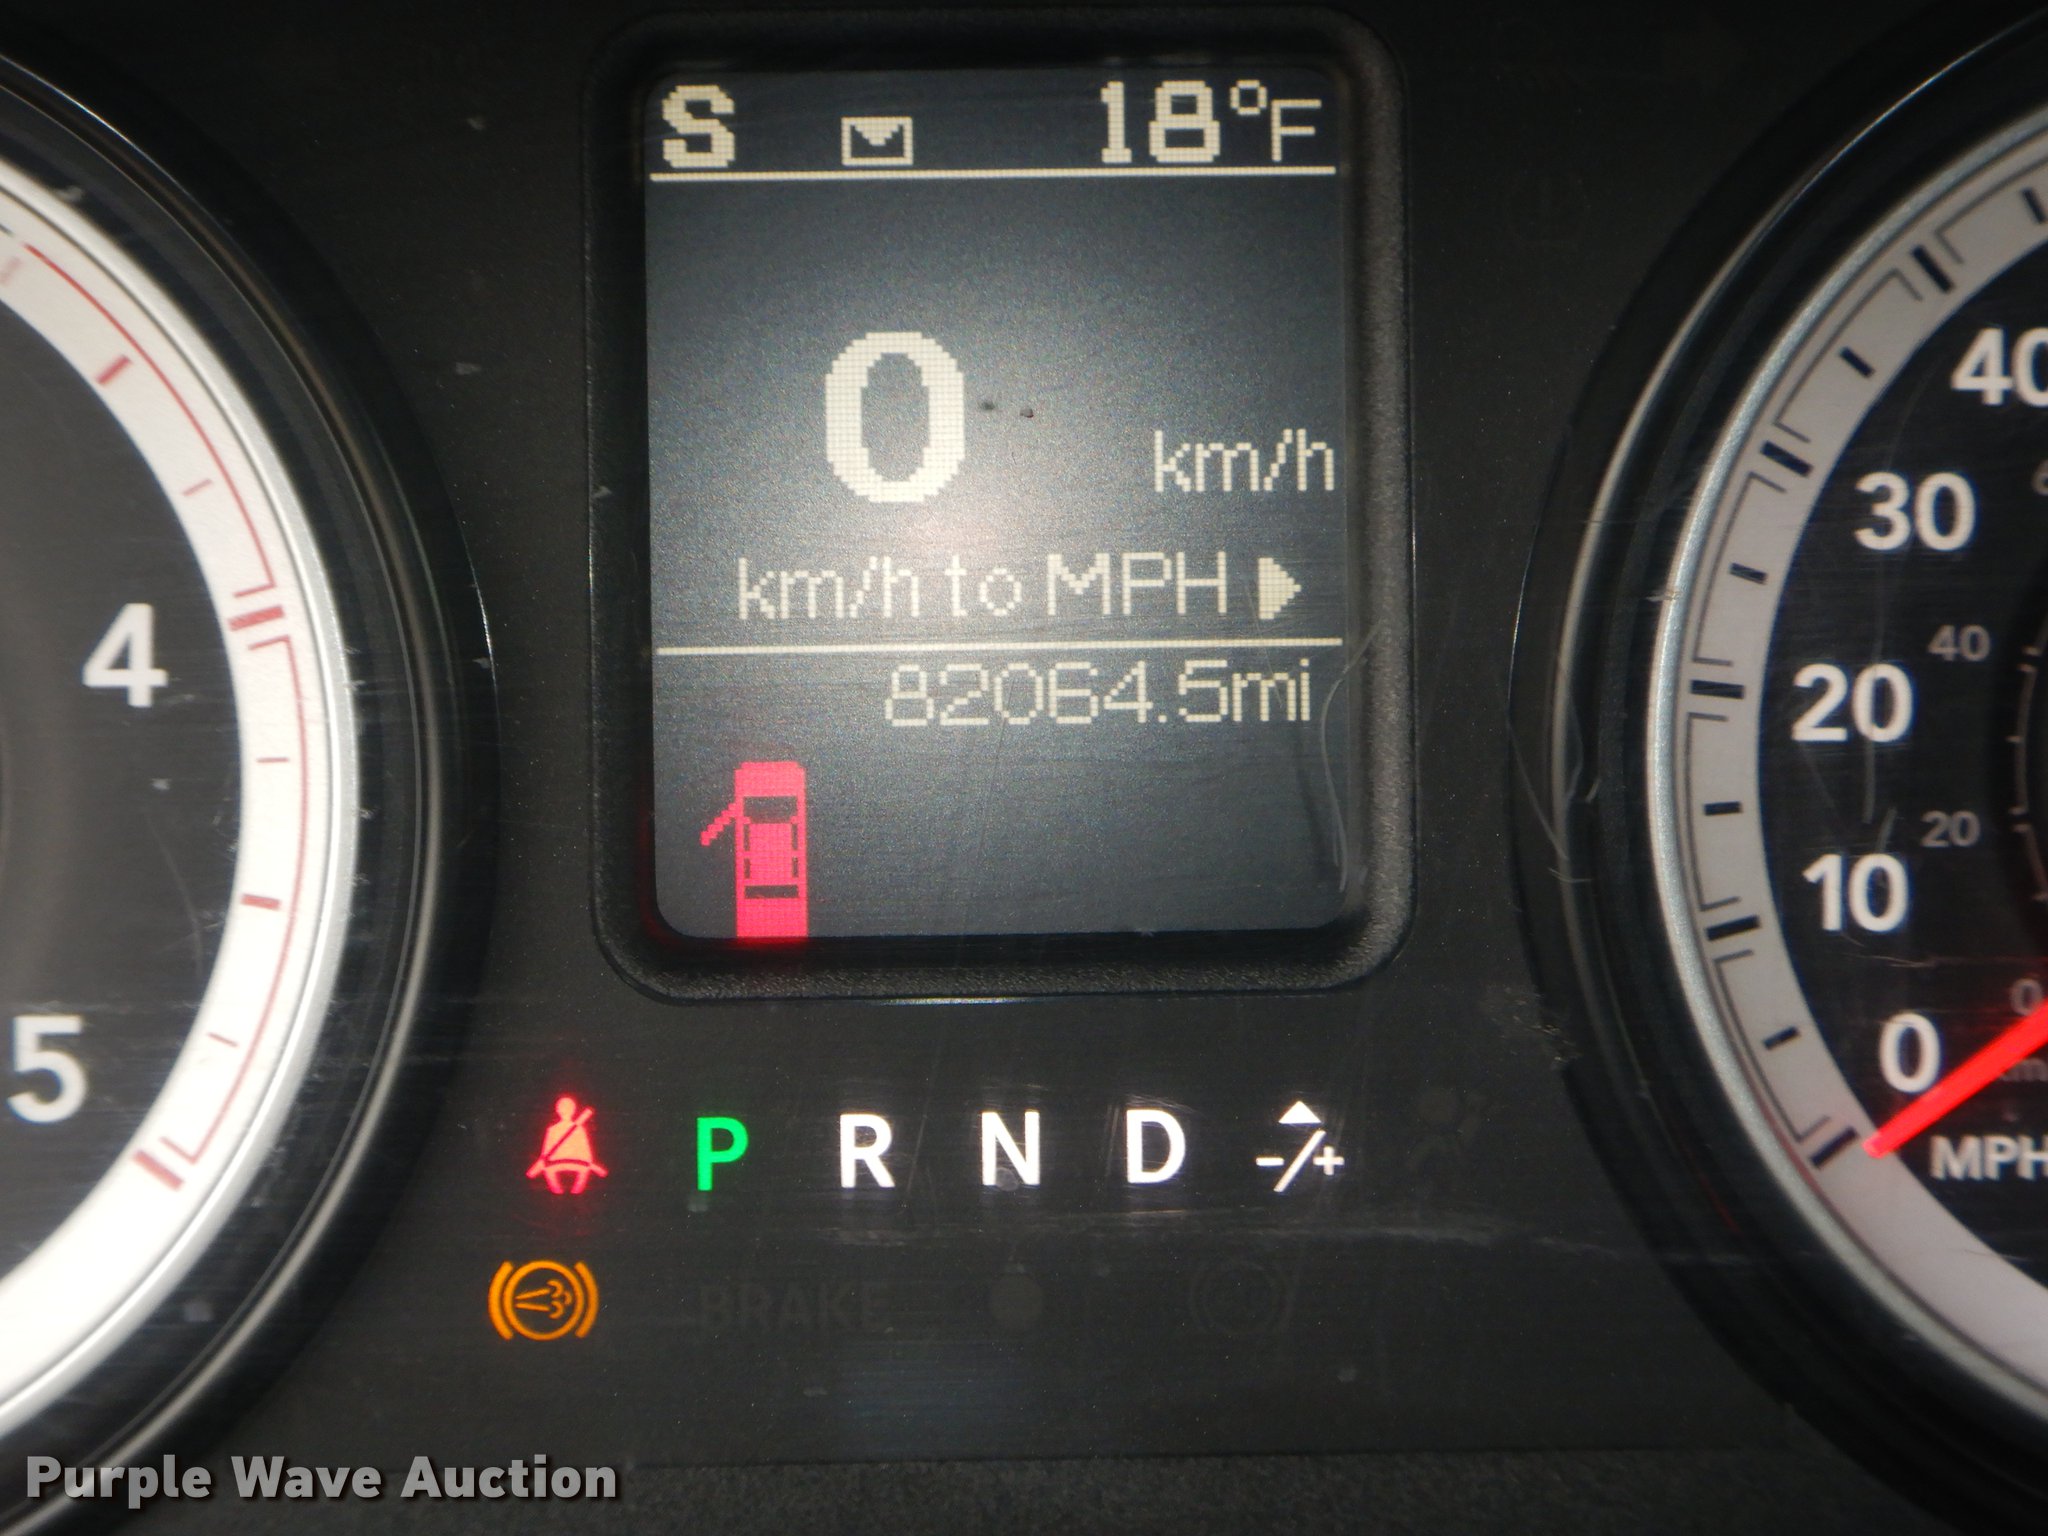 S 18°F
0 km/h
km/h to MPH
82064.5mi
4
5
40
30
20
10
0
40
20
0
MPH
P R N D -/+
BRAKE
Purple Wave Auction